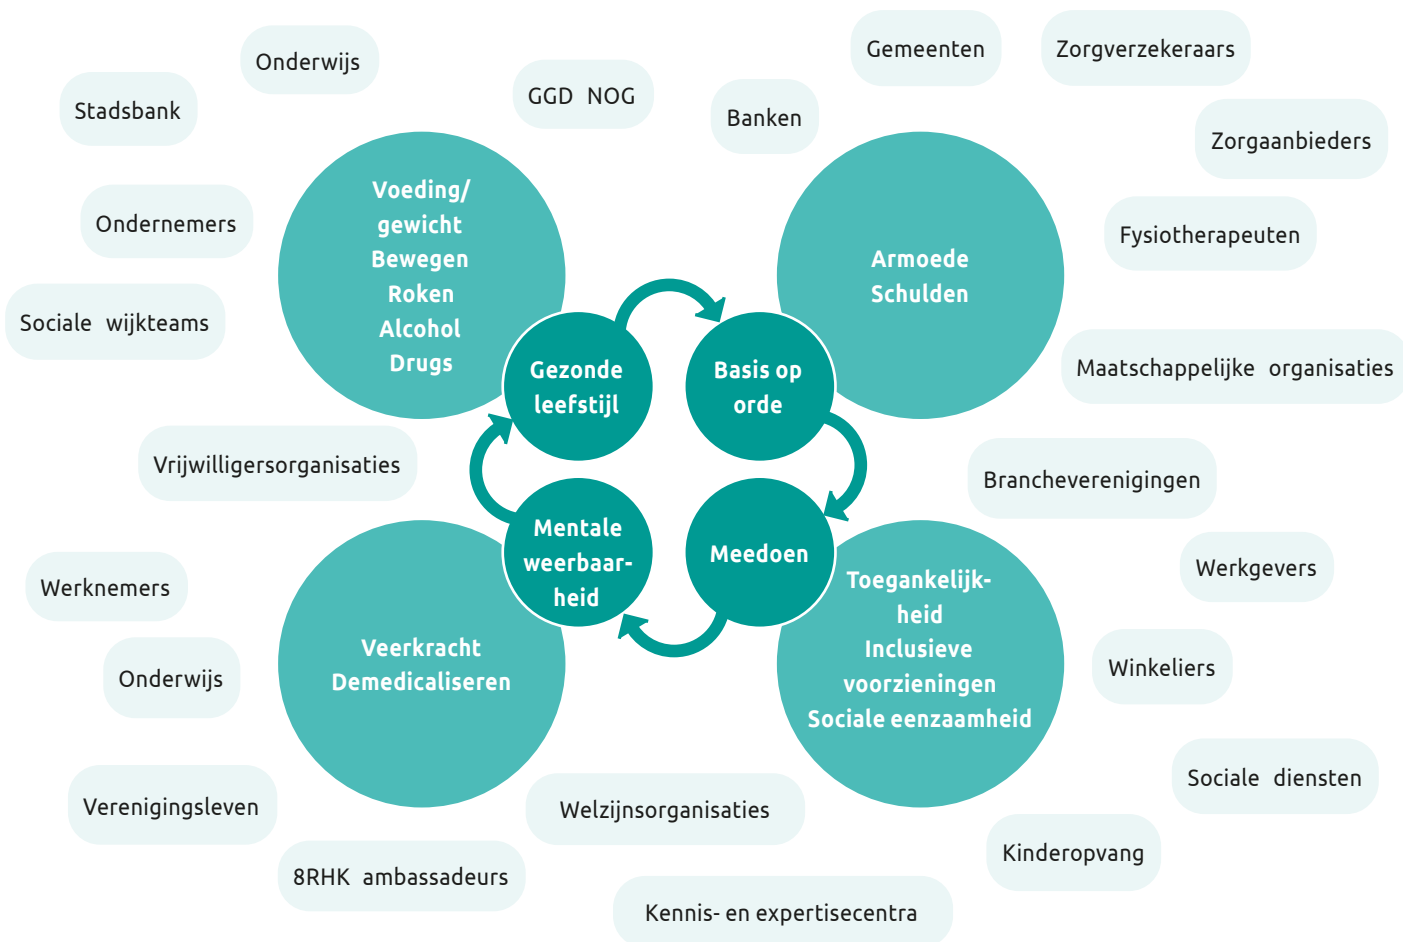 Gemeenten
Zorgverzekeraars
Onderwijs
GGD NOG
Stadsbank
Banken
Zorgaanbieders
Voeding/
gewicht
Bewegen
Roken
Alcohol
Drugs
Ondernemers
Armoede
Schulden
Fysiotherapeuten
Sociale wijkteams
Gezonde
leefstijl
Basis op
orde
Maatschappelijke organisaties
Vrijwilligersorganisaties
Brancheverenigingen
Mentale
weerbaar-
heid
Meedoen
Werknemers
Werkgevers
Toegankelijk-
heid
Inclusieve
voorzieningen
Sociale eenzaamheid
Veerkracht
Demedicaliseren
Onderwijs
Winkeliers
Sociale diensten
Verenigingsleven
Welzijnsorganisaties
Kinderopvang
8RHK ambassadeurs
Kennis- en expertisecentra